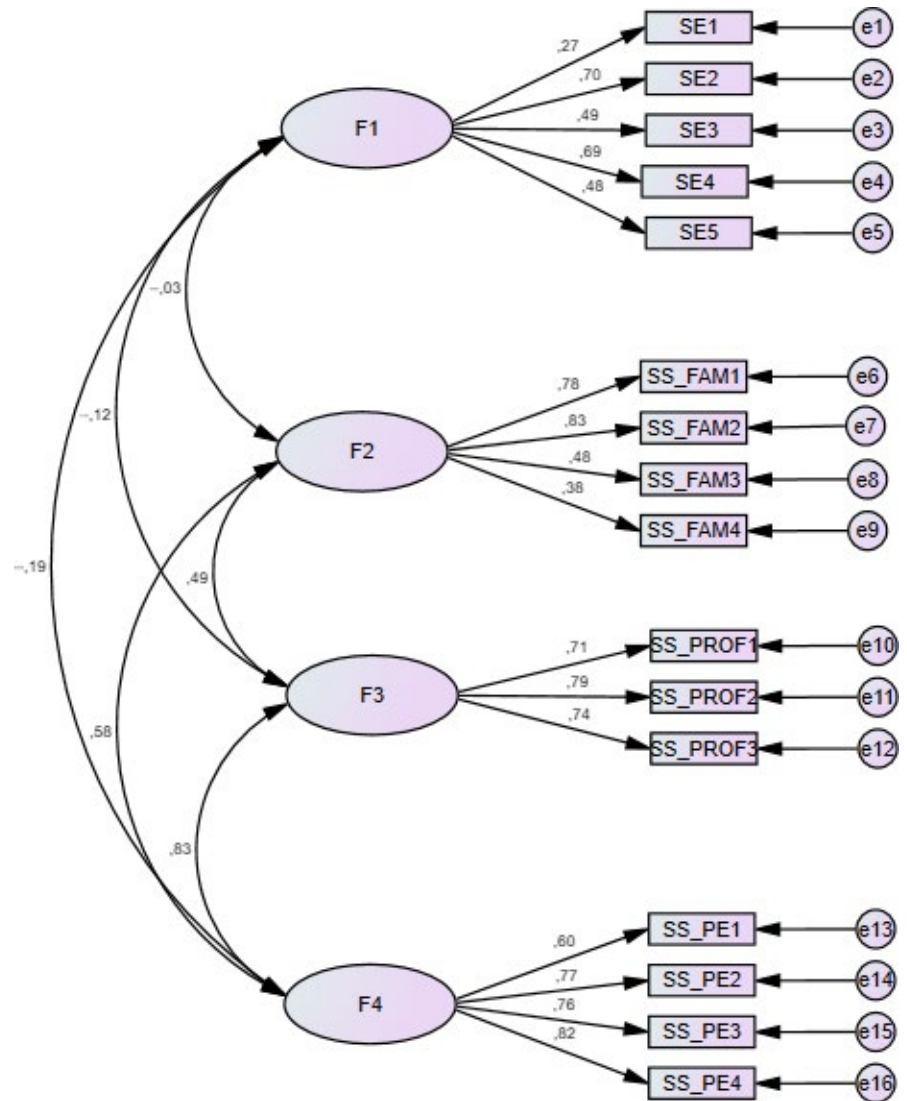 SE1
e1
,27
SE2
e2
,70
F1
SE3
e3
,49
SE4
e4
,69
SE5
e5
,48
-,03
SS_FAM1
e6
,78
-,12
SS_FAM2
e7
,83
F2
SS_FAM3
e8
,48
SS_FAM4
e9
,38
-,19
,49
SS_PROF1
e10
,71
F3
SS_PROF2
e11
,79
SS_PROF3
e12
,74
,58
,83
SS_PE1
e13
,60
SS_PE2
e14
,77
F4
SS_PE3
e15
,76
SS_PE4
e16
,82